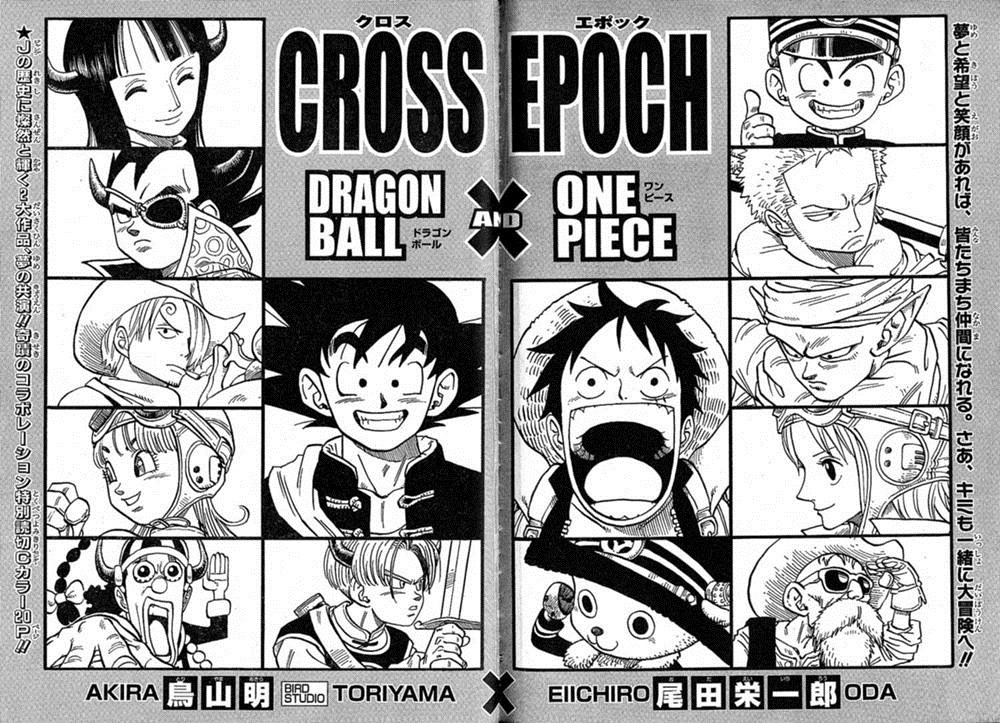 クロス エポック
CROSS EPOCH
DRAGON
BALL
ドラゴン
ボール
AND
ONE
PIECE
ワン
ピース
夢と希望と笑顔があれば、皆たちまち仲間になれる。さあ、キミも一緒に大冒険へ!!
★Jの歴史に燦然と輝く2大作品、夢の共演!!奇蹟のコラボレーション特別読切Cカラー20P!!
AKIRA 鳥山明 BIRD STUDIO TORIYAMA X EIICHIRO 尾田栄一郎 ODA